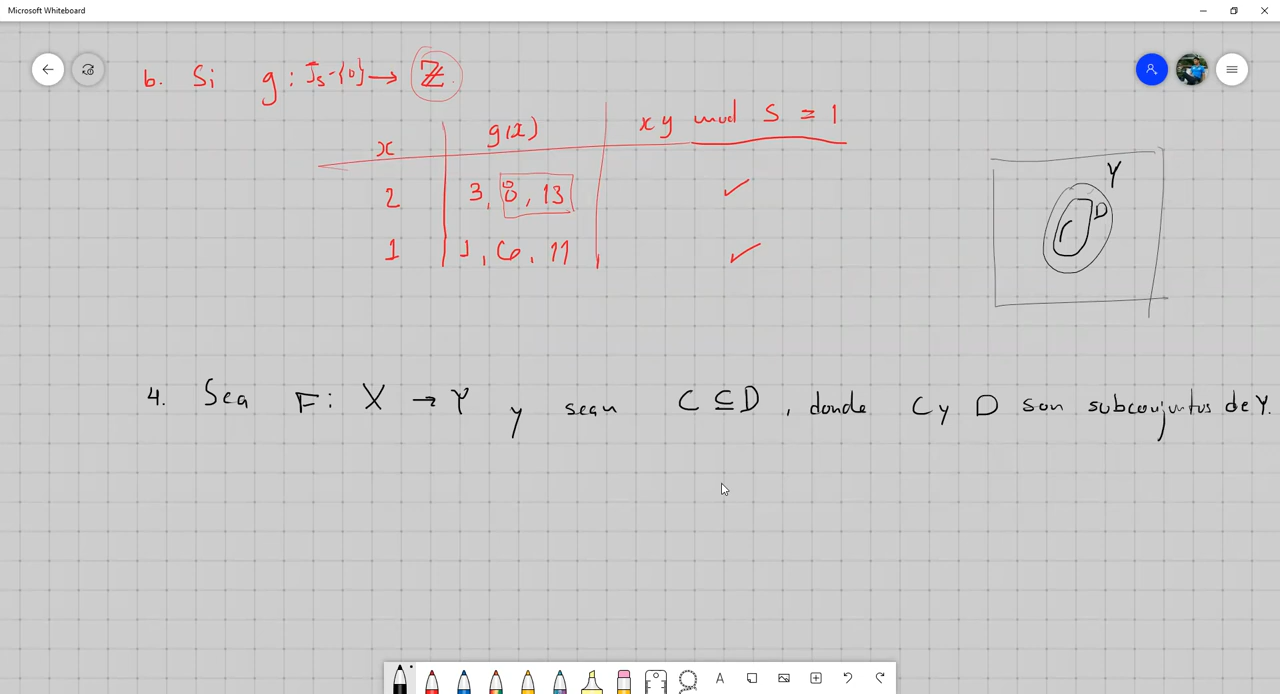 Microsoft Whiteboard
b. Si g : J5 - {0} → ℤ
x | g(x) | xy mod 5 = 1
2 | 3, 8, 13 | ✓
1 | 1, 6, 11 | ✓
Y
D
C
4. Sea F: X → Y y sean C ⊆ D, donde C y D son subconjuntos de Y.
A